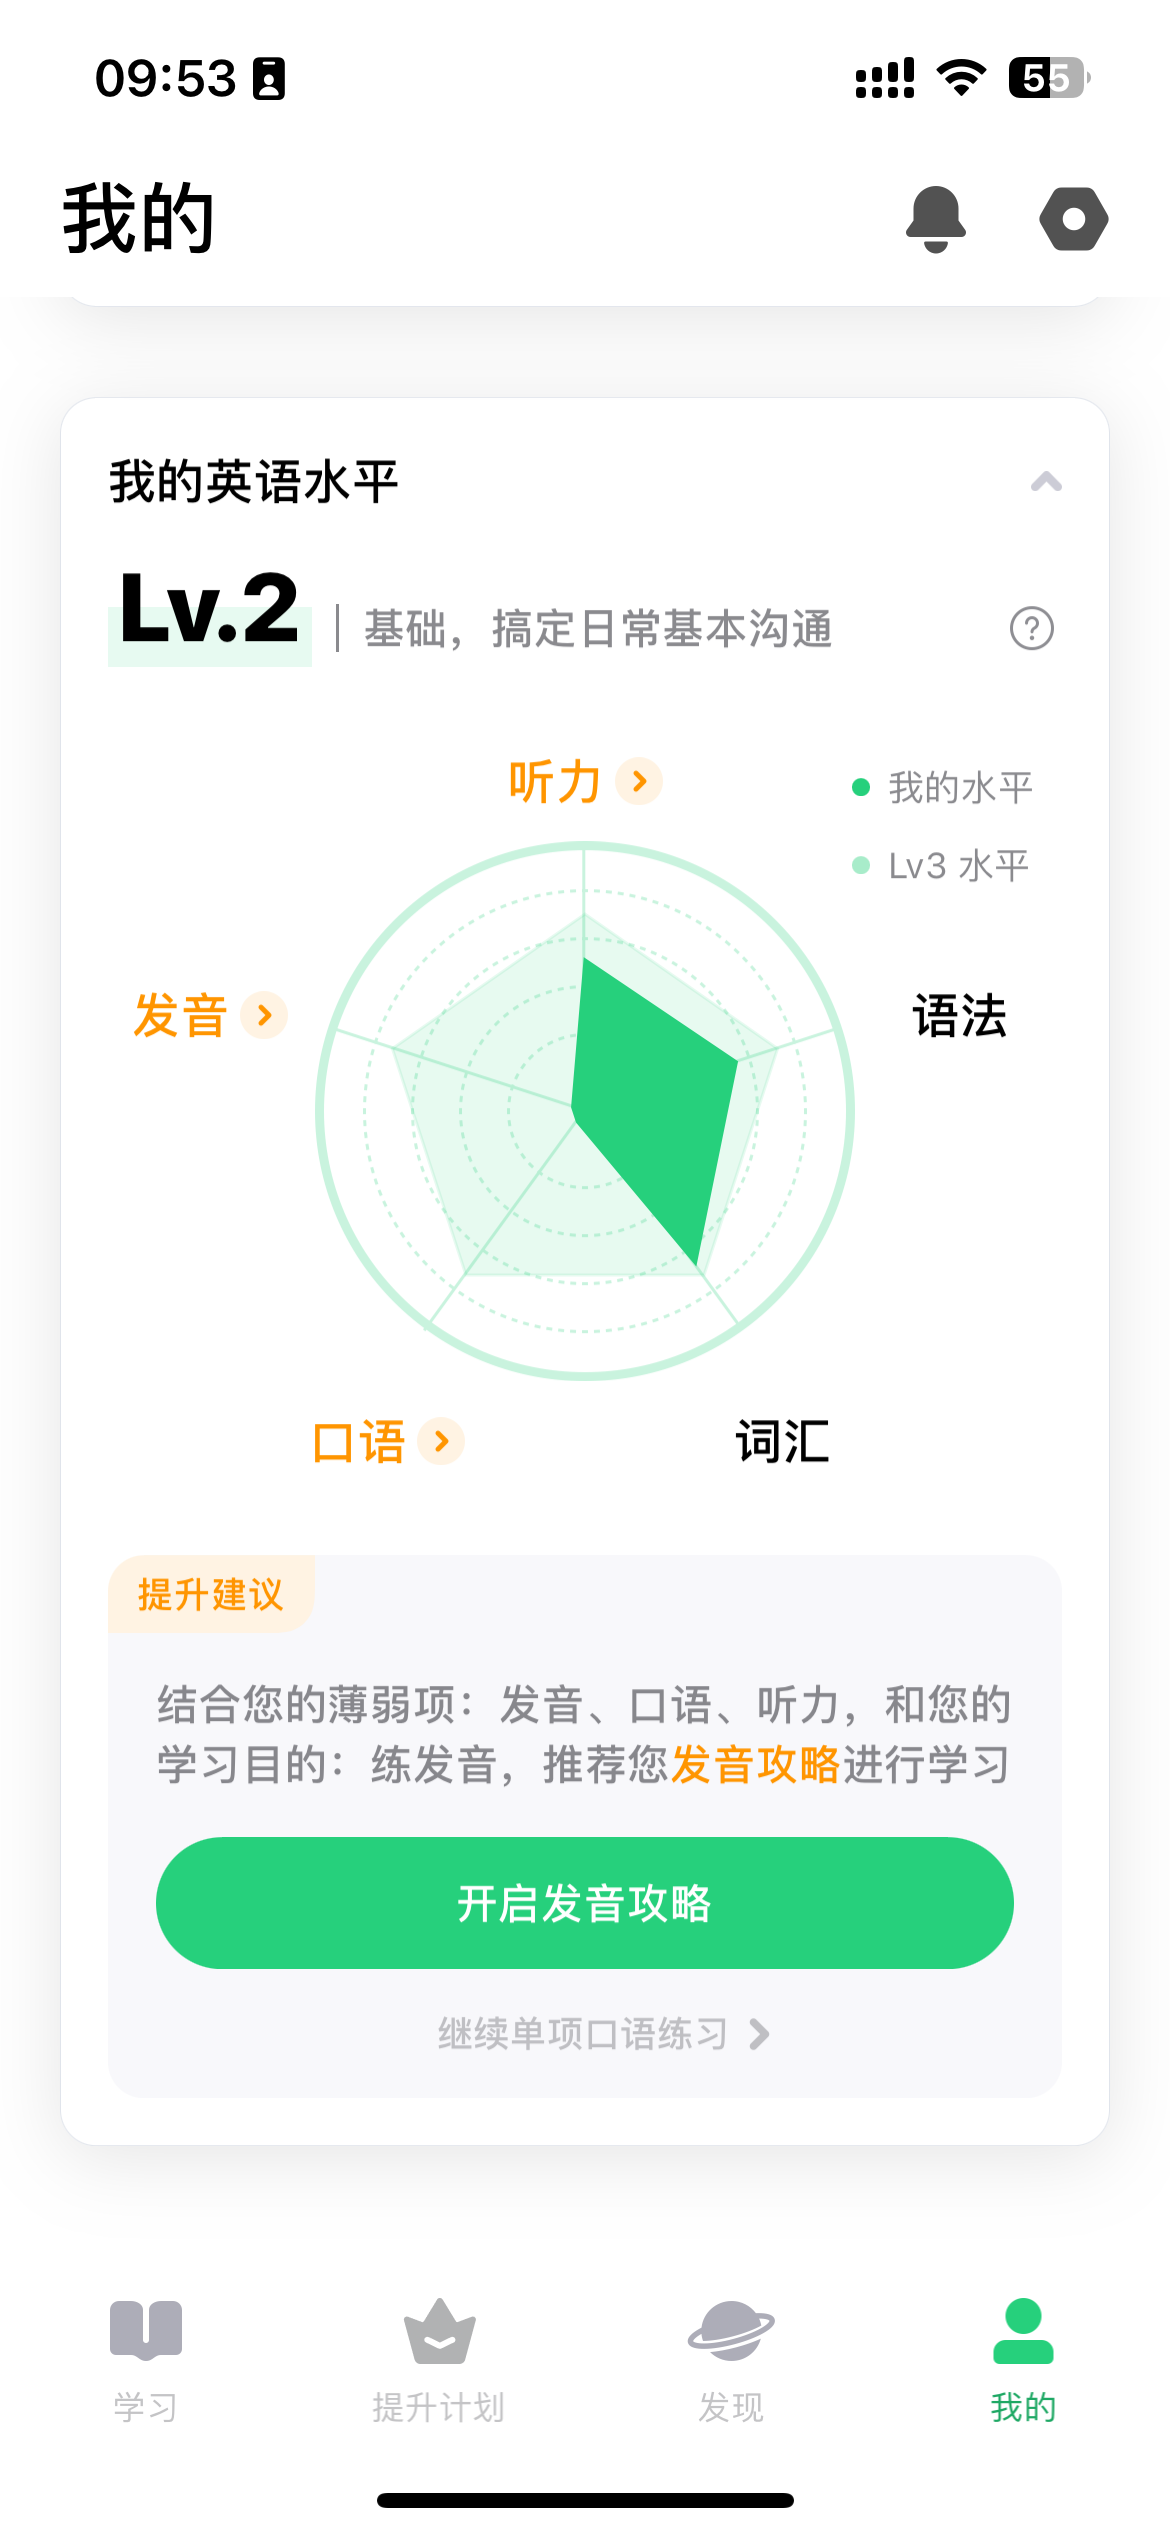 09:53
55
我的
我的英语水平
Lv.2
基础，搞定日常基本沟通
听力
我的水平
Lv3 水平
发音
语法
口语
词汇
提升建议
结合您的薄弱项：发音、口语、听力，和您的
学习目的：练发音，推荐您发音攻略进行学习
开启发音攻略
继续单项口语练习
学习
提升计划
发现
我的